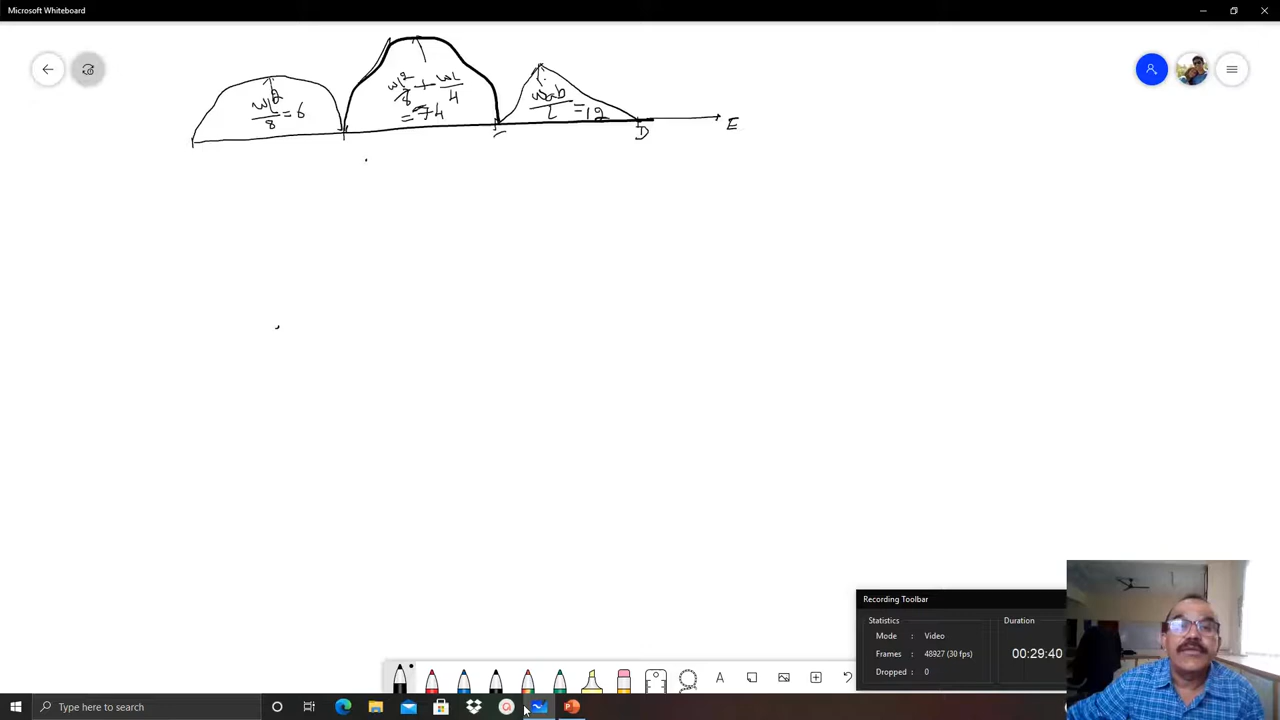 Microsoft Whiteboard
wl²/8 = 6
wl²/8 + wL/4
= 74
wab/l = 12
C
D
E
Recording Toolbar
Statistics
Duration
Mode : Video
Frames : 48927 (30 fps)
00:29:40
Dropped : 0
Type here to search